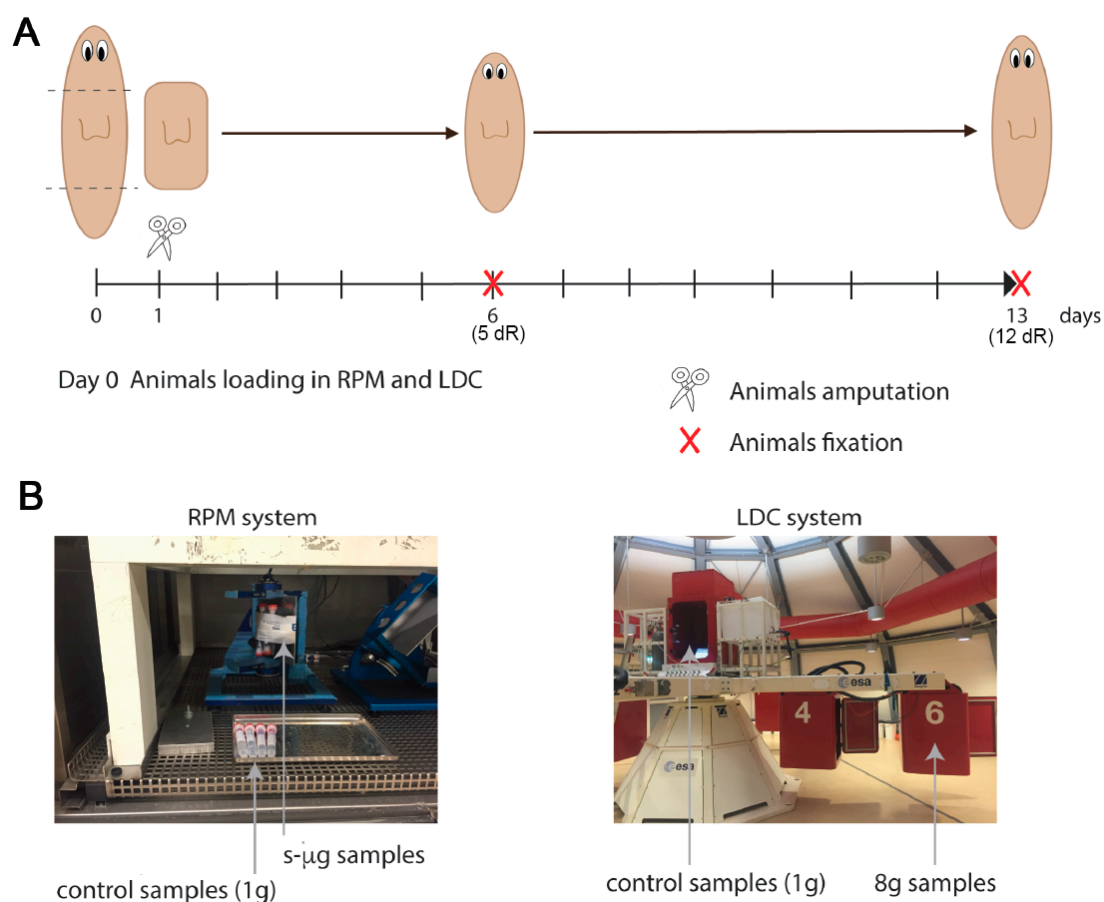 A
0
1
6
(5 dR)
13
(12 dR)
days
Day 0 Animals loading in RPM and LDC
Animals amputation
Animals fixation
B
RPM system
LDC system
esa
4
6
esa
s-μg samples
control samples (1g)
control samples (1g)
8g samples